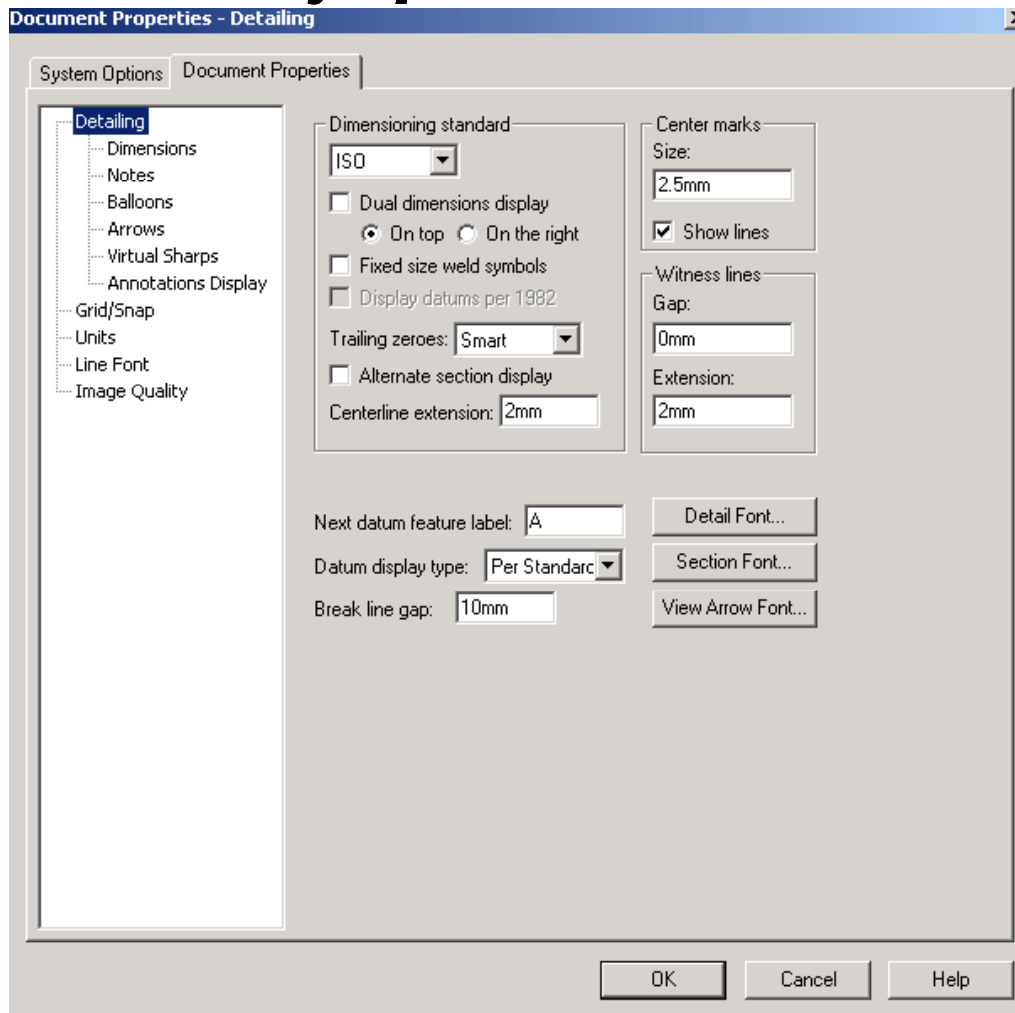 Document Properties - Detailing
System Options
Document Properties
Detailing
Dimensions
Notes
Balloons
Arrows
Virtual Sharps
Annotations Display
Grid/Snap
Units
Line Font
Image Quality
Dimensioning standard
ISO
Dual dimensions display
On top
On the right
Fixed size weld symbols
Display datums per 1982
Trailing zeroes: Smart
Alternate section display
Centerline extension: 2mm
Center marks
Size:
2.5mm
Show lines
Witness lines
Gap:
0mm
Extension:
2mm
Next datum feature label: A
Datum display type: Per Standarc
Break line gap: 10mm
Detail Font...
Section Font...
View Arrow Font...
OK
Cancel
Help